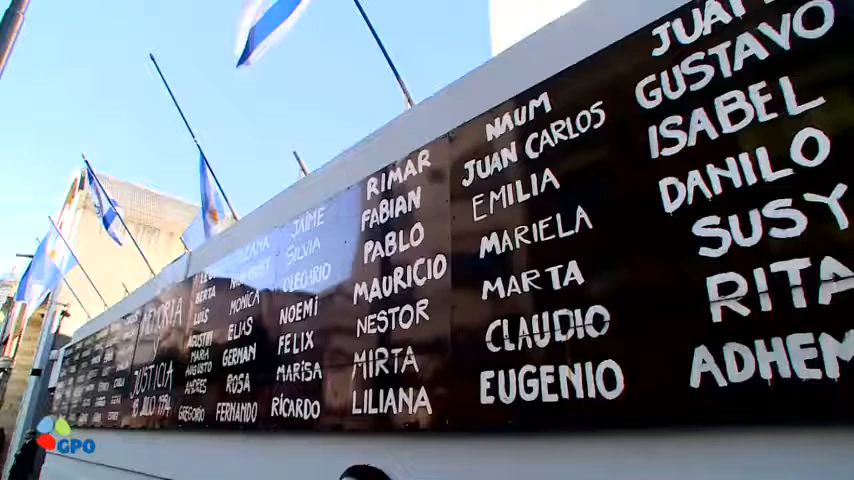 MEMORIA
Y
JUSTICIA
18 JULIO 1994
BERTA
LUIS
AGUSTIN
MARIA
AUGUSTO
ANDRES
GREGORIO
MONICA
ELIAS
GERMAN
ROSA
FERNANDO
JAIME
SILVIA
OLEGARIO
NOEMI
FELIX
MARISA
RICARDO
RIMAR
FABIAN
PABLO
MAURICIO
NESTOR
MIRTA
LILIANA
NAUM
JUAN CARLOS
EMILIA
MARIELA
MARTA
CLAUDIO
EUGENIO
JUAN
GUSTAVO
ISABEL
DANILO
SUSY
RITA
ADHEM
GPO